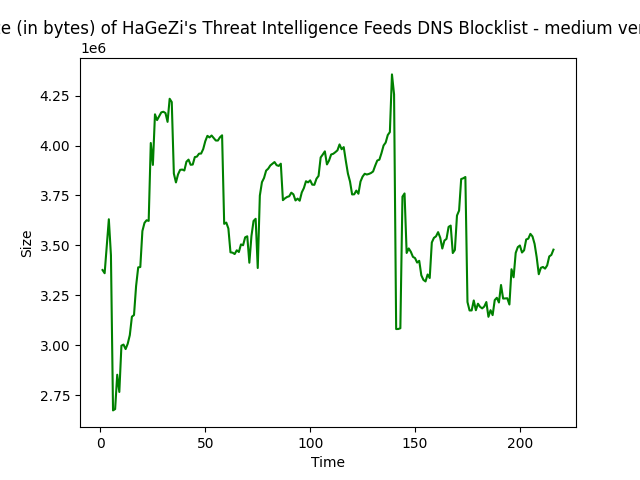 (in bytes) of HaGeZi's Threat Intelligence Feeds DNS Blocklist - medium
1e6
4.25
4.00
3.75
3.50
3.25
3.00
2.75
Size
0 50 100 150 200
Time